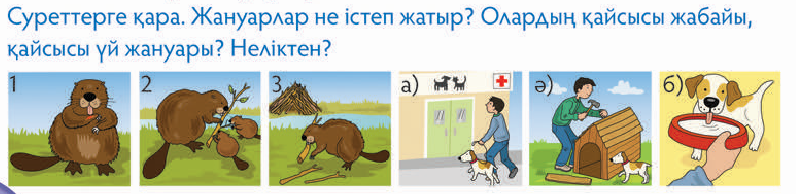 Суреттерге қара. Жануарлар не істеп жатыр? Олардың қайсысы жабайы,
қайсысы үй жануары? Неліктен?
1 2 3 а) ә) б)